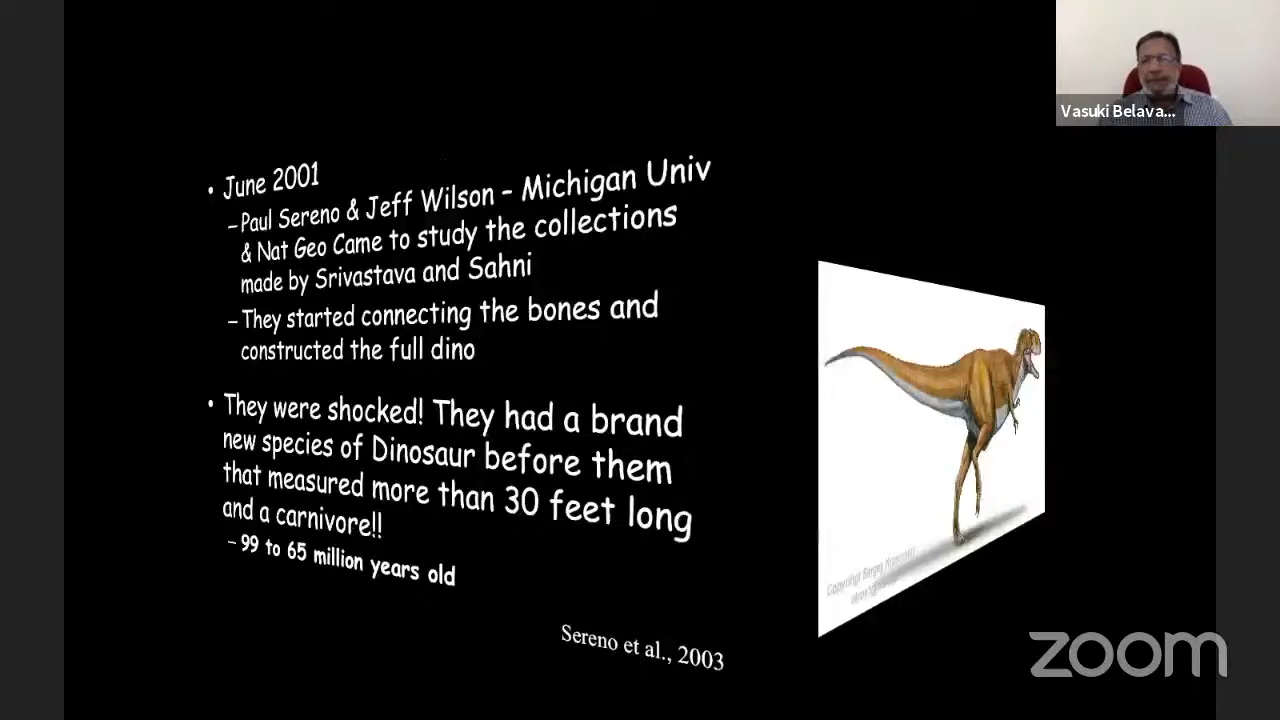 Vasuki Belava...
• June 2001
– Paul Sereno & Jeff Wilson – Michigan Univ
& Nat Geo Came to study the collections
made by Srivastava and Sahni
– They started connecting the bones and
constructed the full dino
• They were shocked! They had a brand
new species of Dinosaur before them
that measured more than 30 feet long
and a carnivore!!
– 99 to 65 million years old
Sereno et al., 2003
Copyright Sergey
zoom